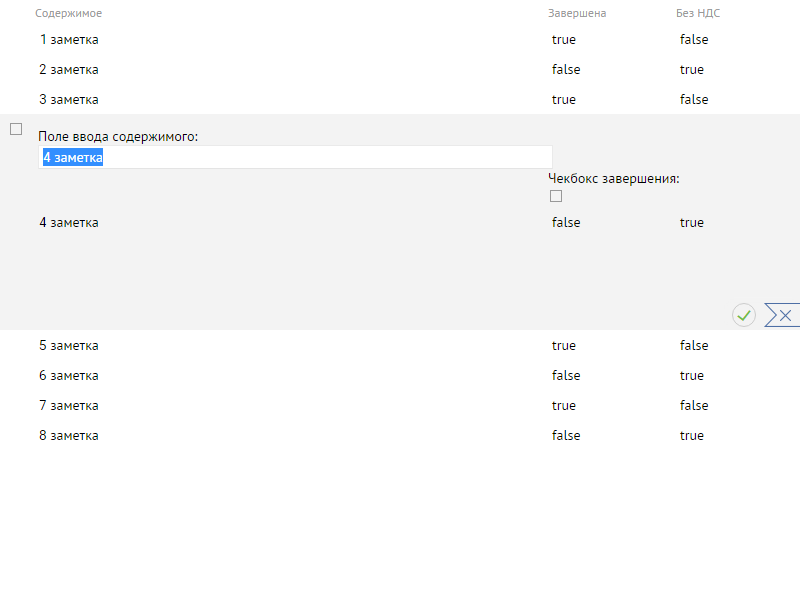 Содержимое Завершена Без НДС
1 заметка true false
2 заметка false true
3 заметка true false
Поле ввода содержимого:
4 заметка
Чекбокс завершения:
4 заметка false true
5 заметка true false
6 заметка false true
7 заметка true false
8 заметка false true